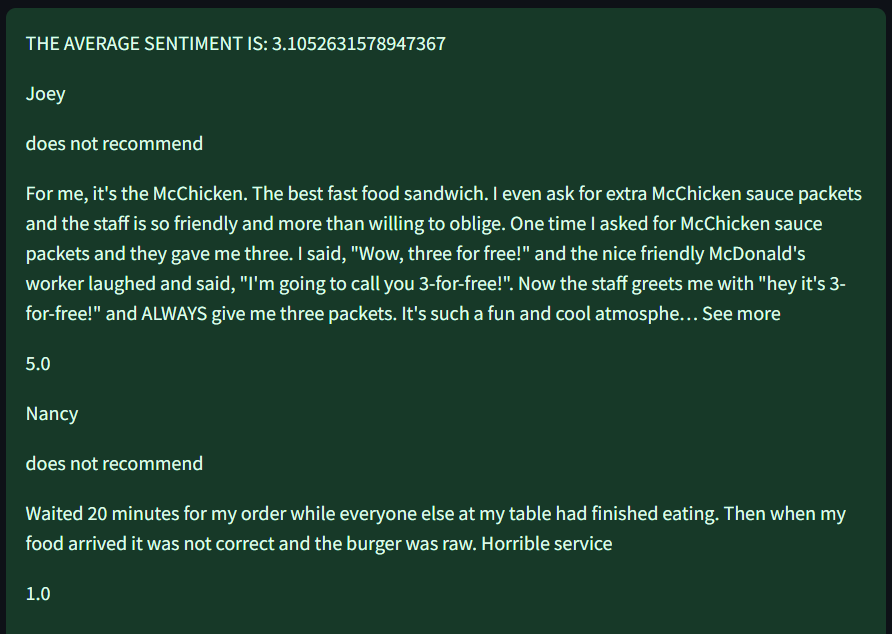 THE AVERAGE SENTIMENT IS: 3.1052631578947367
Joey
does not recommend
For me, it's the McChicken. The best fast food sandwich. I even ask for extra McChicken sauce packets
and the staff is so friendly and more than willing to oblige. One time I asked for McChicken sauce
packets and they gave me three. I said, "Wow, three for free!" and the nice friendly McDonald's
worker laughed and said, "I'm going to call you 3-for-free!". Now the staff greets me with "hey it's 3-
for-free!" and ALWAYS give me three packets. It's such a fun and cool atmosphe… See more
5.0
Nancy
does not recommend
Waited 20 minutes for my order while everyone else at my table had finished eating. Then when my
food arrived it was not correct and the burger was raw. Horrible service
1.0